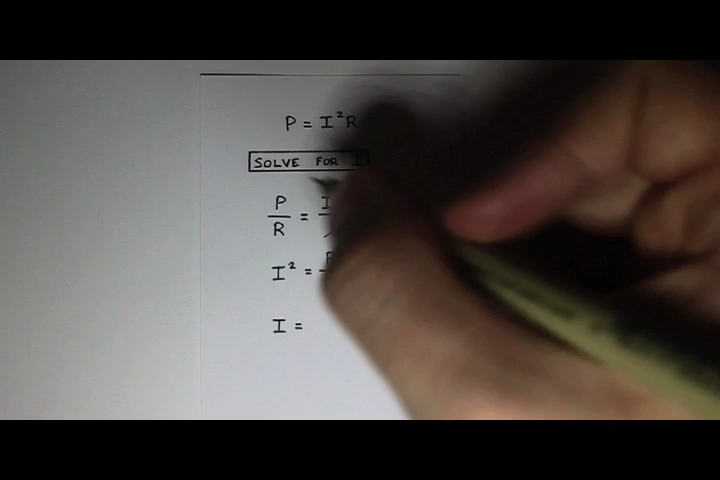 P = I²R
SOLVE FOR I
P/R = I
I² =
I =